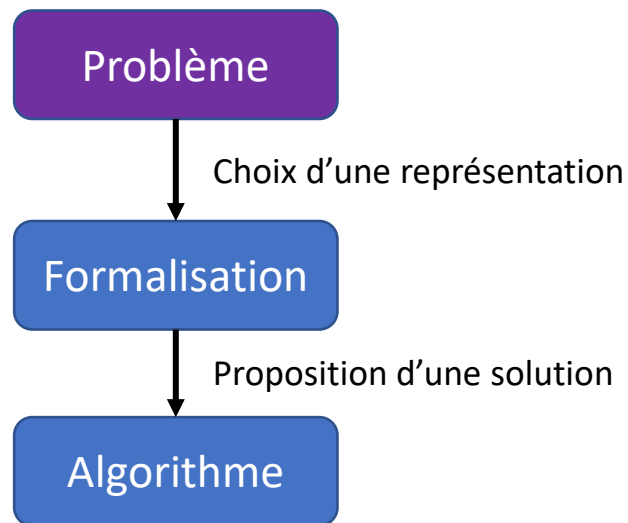 Problème
Choix d’une représentation
Formalisation
Proposition d’une solution
Algorithme